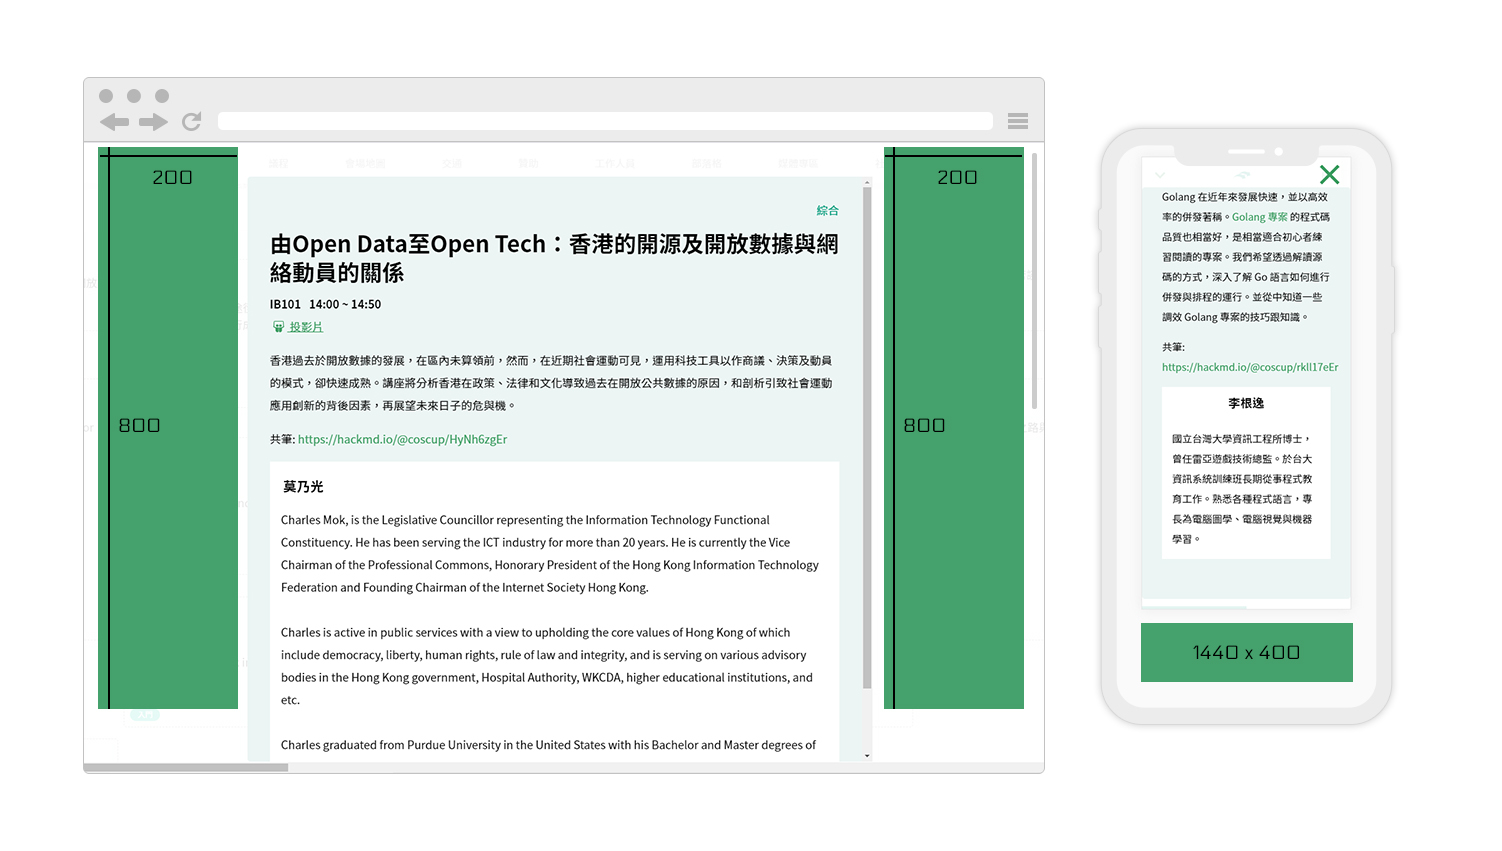 200
800
綜合
由Open Data至Open Tech：香港的開源及開放數據與網
絡動員的關係
IB101 14:00 ~ 14:50
投影片
香港過去於開放數據的發展，在區內未算領前，然而，在近期社會運動可見，運用科技工具以作商議、決策及動員
的模式，卻快速成熟。講座將分析香港在政策、法律和文化導致過去在開放公共數據的原因，和剖析引致社會運動
應用創新的背後因素，再展望未來日子的危與機。
共筆: https://hackmd.io/@coscup/HyNh6zgEr
莫乃光
Charles Mok, is the Legislative Councillor representing the Information Technology Functional
Constituency. He has been serving the ICT industry for more than 20 years. He is currently the Vice
Chairman of the Professional Commons, Honorary President of the Hong Kong Information Technology
Federation and Founding Chairman of the Internet Society Hong Kong.
Charles is active in public services with a view to upholding the core values of Hong Kong of which
include democracy, liberty, human rights, rule of law and integrity, and is serving on various advisory
bodies in the Hong Kong government, Hospital Authority, WKCDA, higher educational institutions, and
etc.
Charles graduated from Purdue University in the United States with his Bachelor and Master degrees of
200
800
Golang 在近年來發展快速，並以高效
率的併發著稱。Golang 專案 的程式碼
品質也相當好，是相當適合初心者練
習閱讀的專案。我們希望透過解讀源
碼的方式，深入了解 Go 語言如何進行
併發與排程的運行。並從中知道一些
調效 Golang 專案的技巧跟知識。
共筆:
https://hackmd.io/@coscup/rkll17eEr
李根逸
國立台灣大學資訊工程所博士，
曾任雷亞遊戲技術總監。於台大
資訊系統訓練班長期從事程式教
育工作。熟悉各種程式語言，專
長為電腦圖學、電腦視覺與機器
學習。
1440 x 400